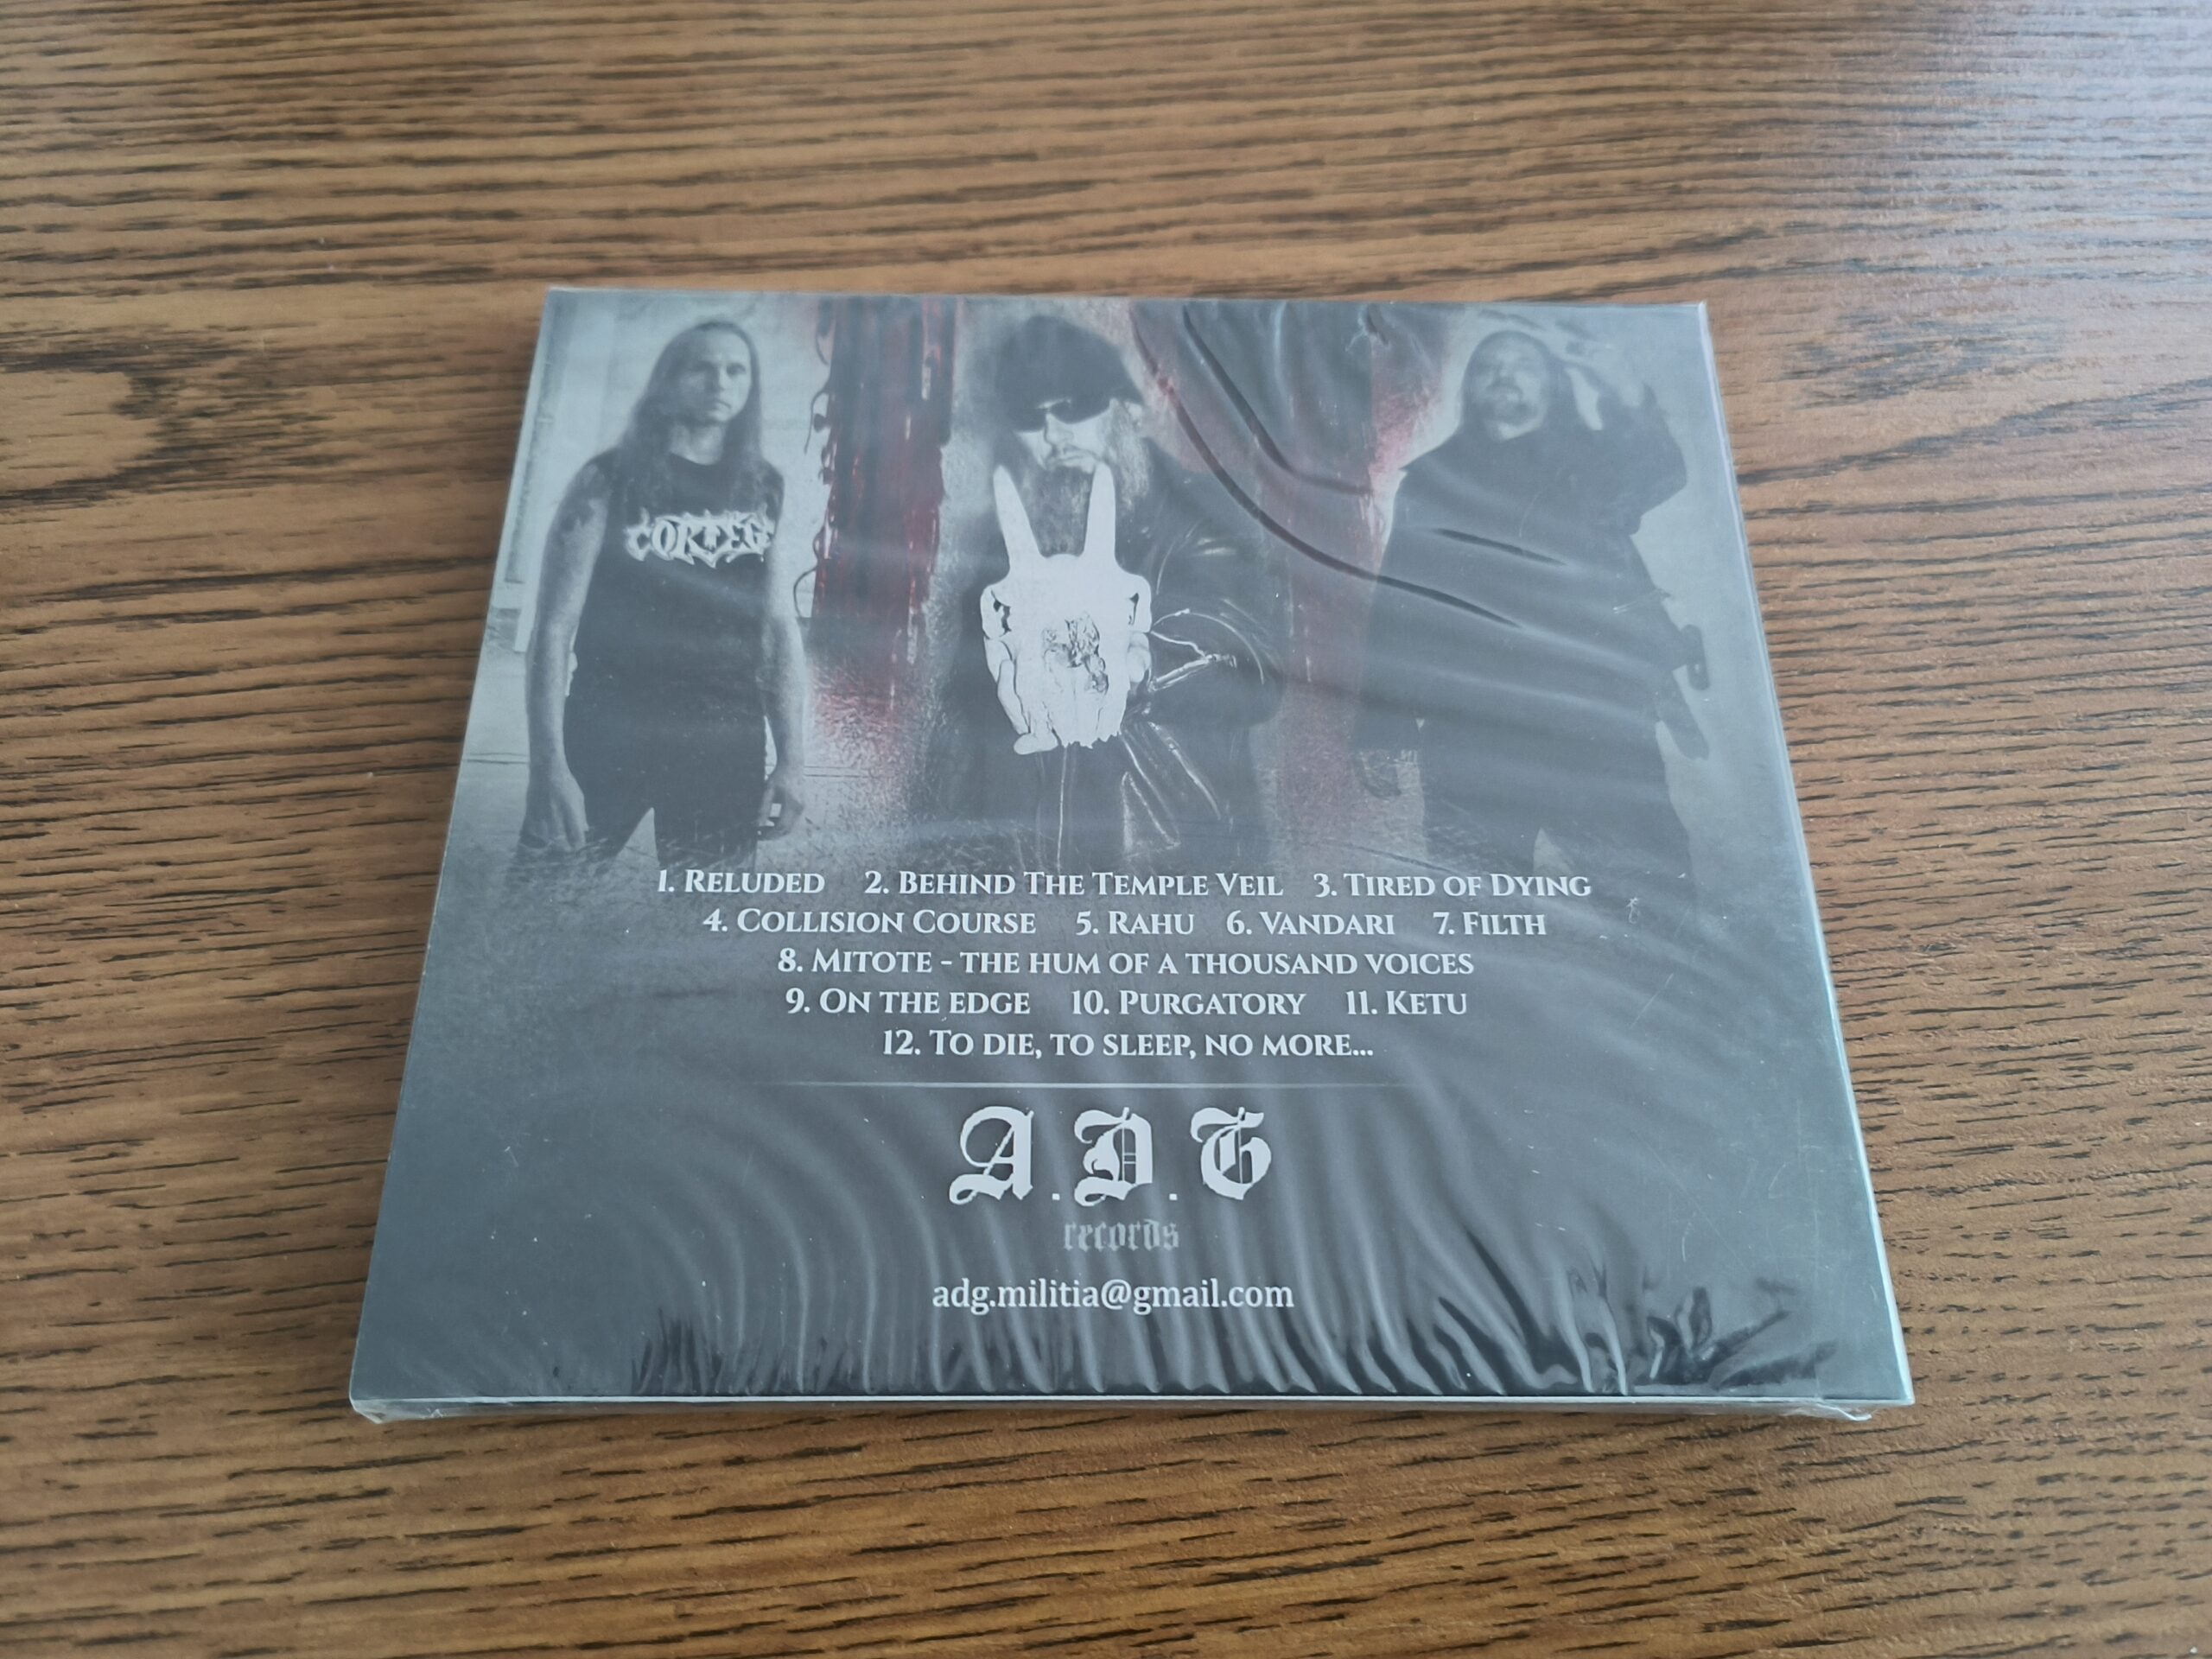 CORTEGE
1. RELUDED 2. BEHIND THE TEMPLE VEIL 3. TIRED OF DYING
4. COLLISION COURSE 5. RAHU 6. VANDARI 7. FILTH
8. MITOTE - THE HUM OF A THOUSAND VOICES
9. ON THE EDGE 10. PURGATORY 11. KETU
12. TO DIE, TO SLEEP, NO MORE...
A.D.G
records
adg.militia@gmail.com